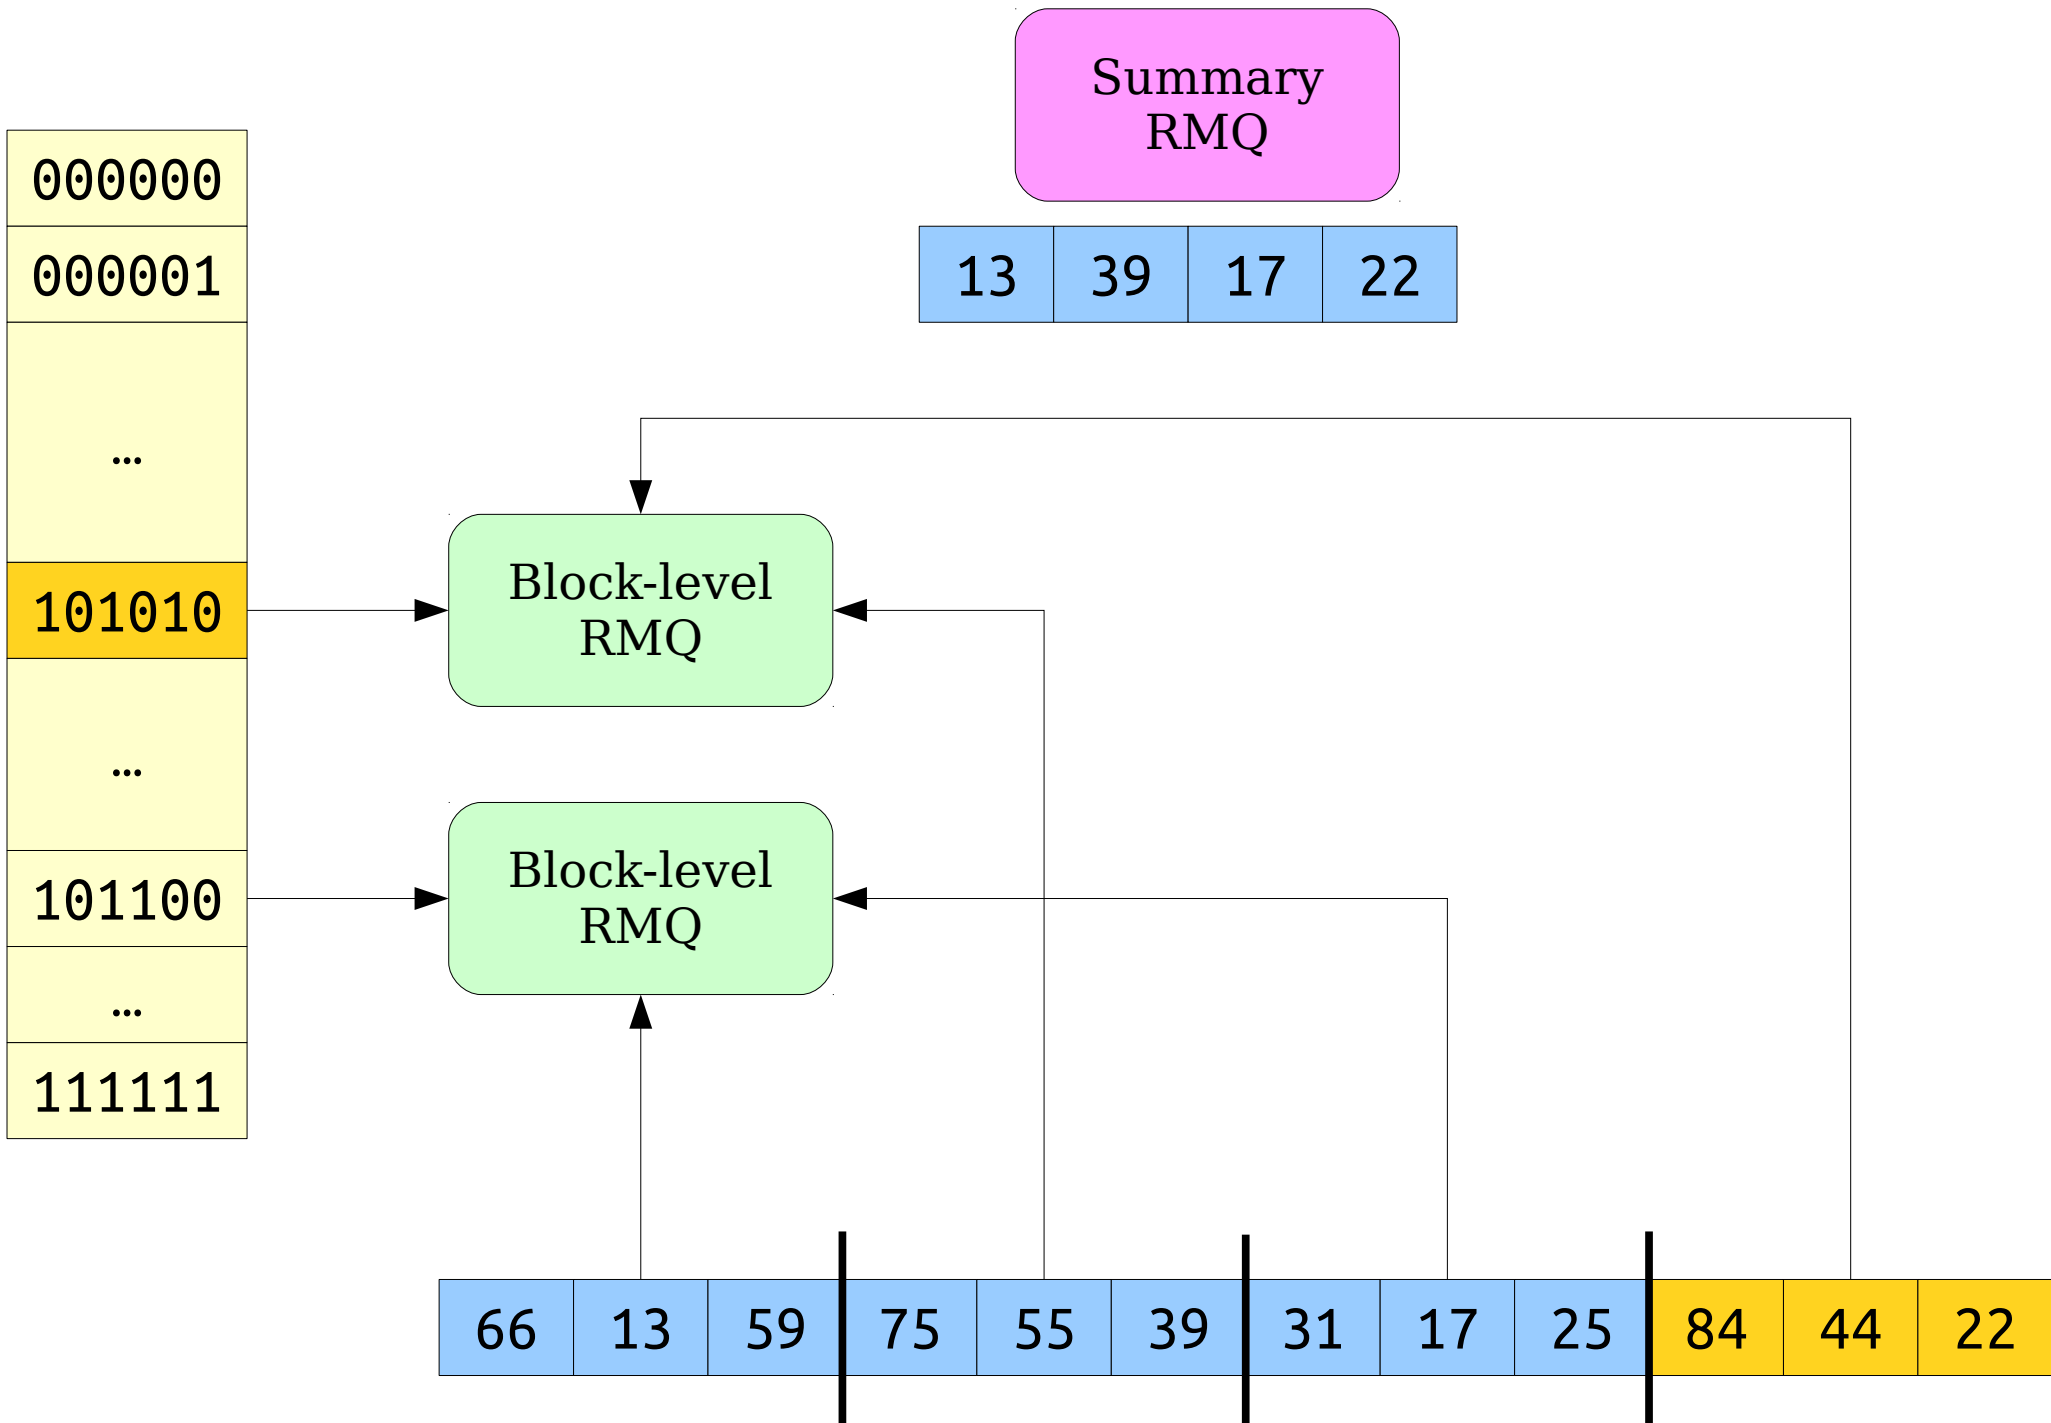 Summary
RMQ
13 39 17 22
000000
000001
…
101010
…
101100
…
111111
Block-level
RMQ
Block-level
RMQ
66 13 59 75 55 39 31 17 25 84 44 22